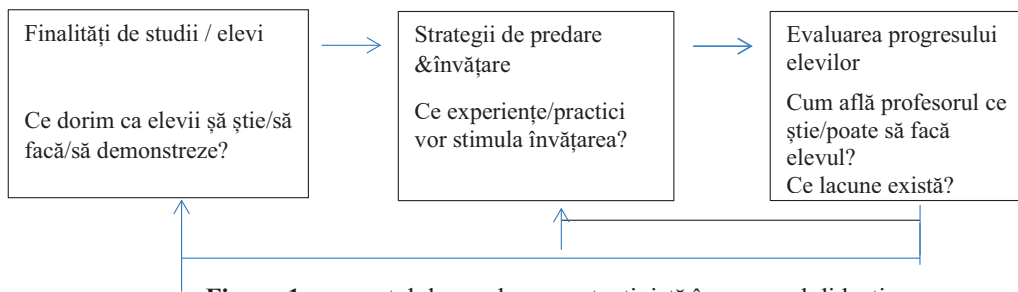 Finalități de studii / elevi
Ce dorim ca elevii șă știe/să
facă/să demonstreze?
Strategii de predare
&învățare
Ce experiențe/practici
vor stimula învățarea?
Evaluarea progresului
elevilor
Cum află profesorul ce
știe/poate să facă
elevul?
Ce lacune există?